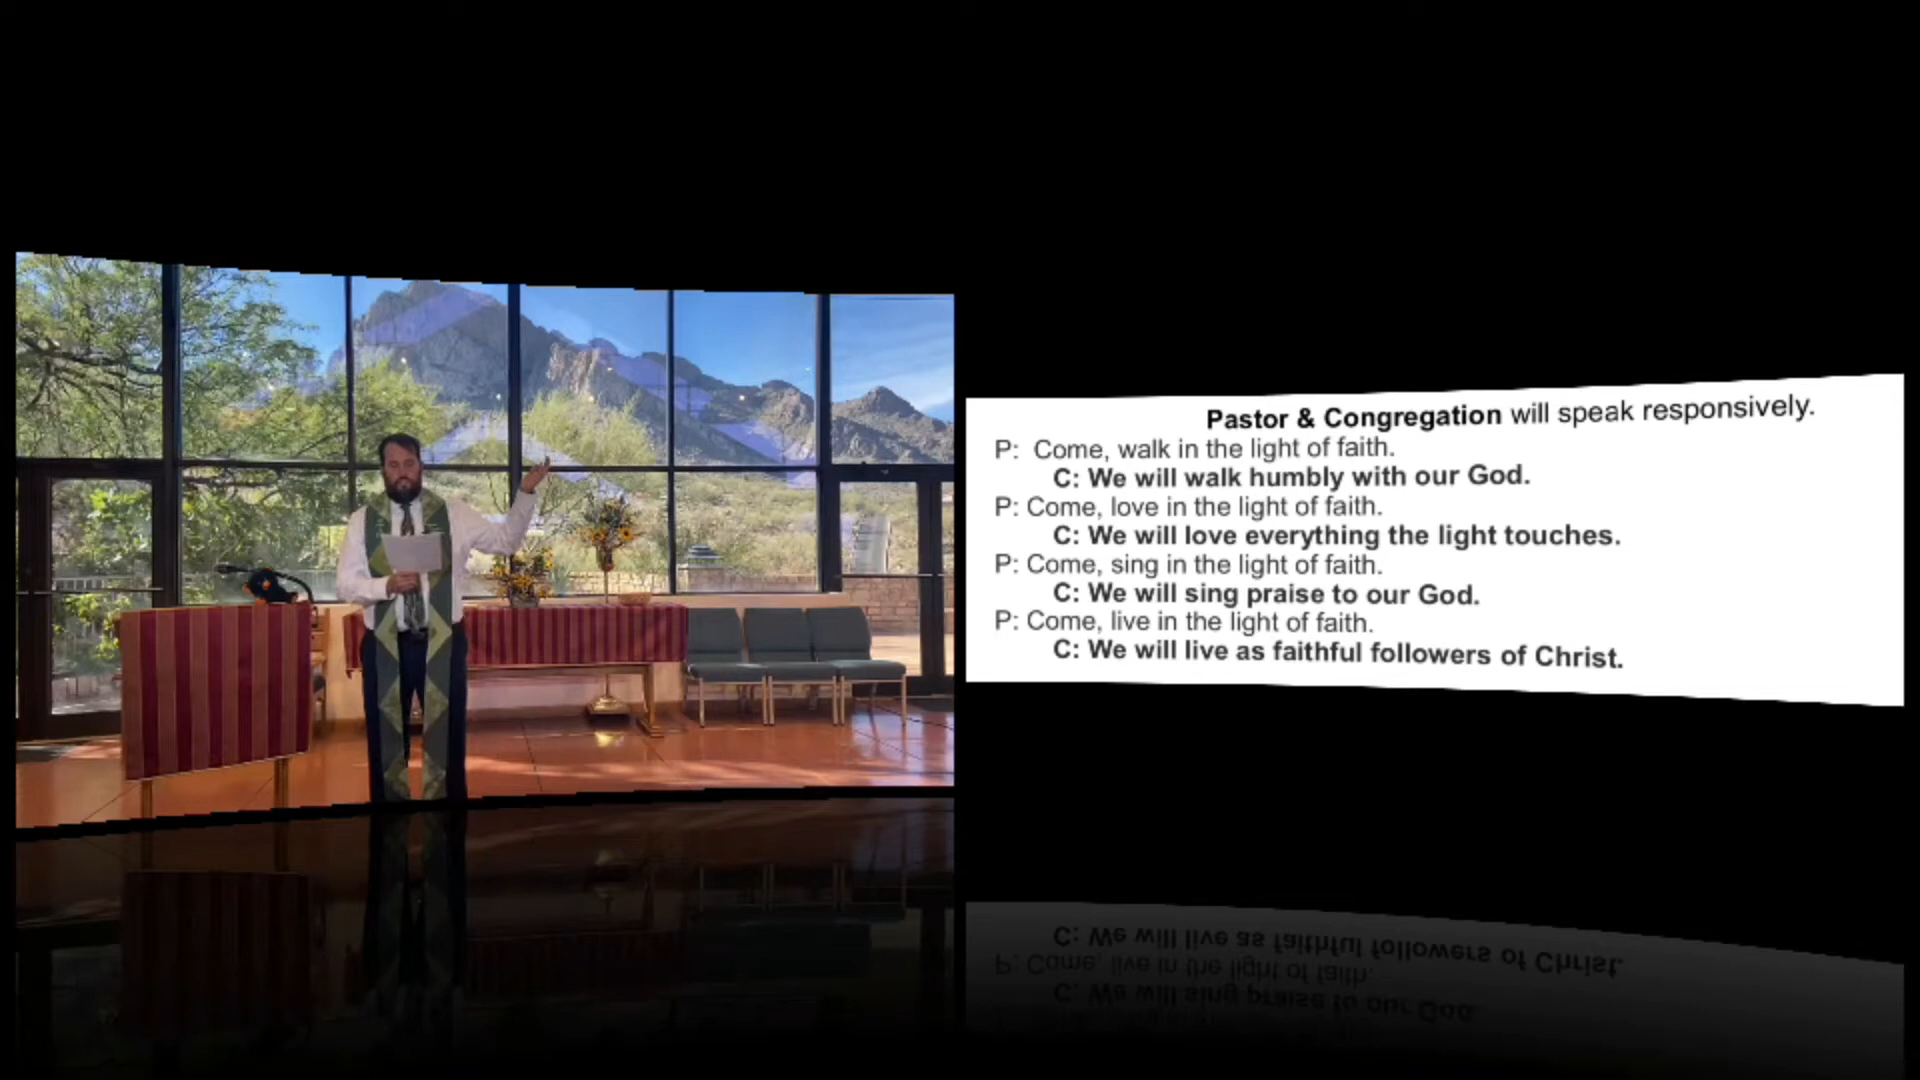 Pastor & Congregation will speak responsively.
P: Come, walk in the light of faith.
C: We will walk humbly with our God.
P: Come, love in the light of faith.
C: We will love everything the light touches.
P: Come, sing in the light of faith.
C: We will sing praise to our God.
P: Come, live in the light of faith.
C: We will live as faithful followers of Christ.